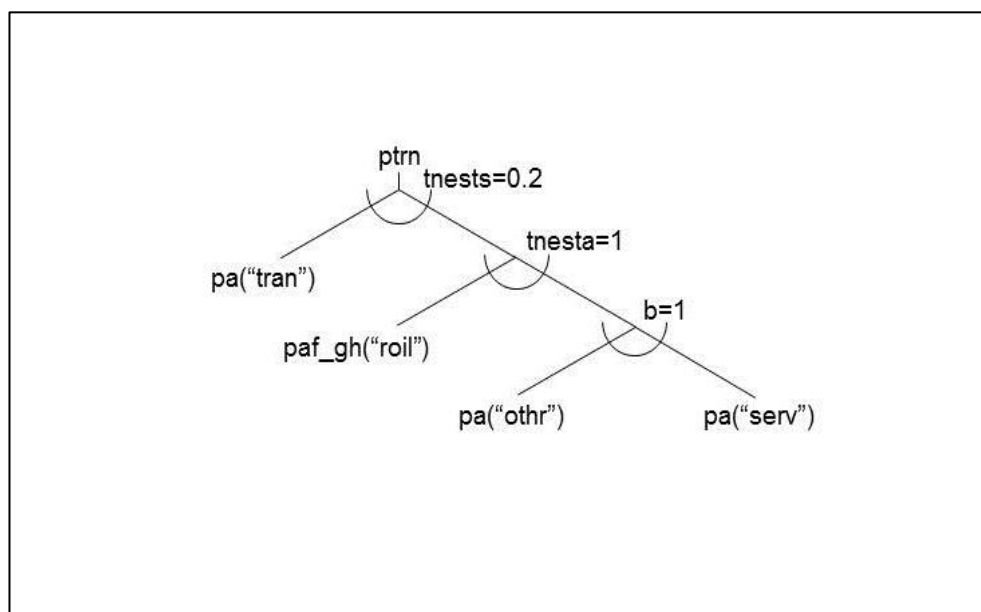 ptrn
tnests=0.2
tnesta=1
pa(“tran”)
b=1
paf_gh(“roil”)
pa(“othr”)
pa(“serv”)